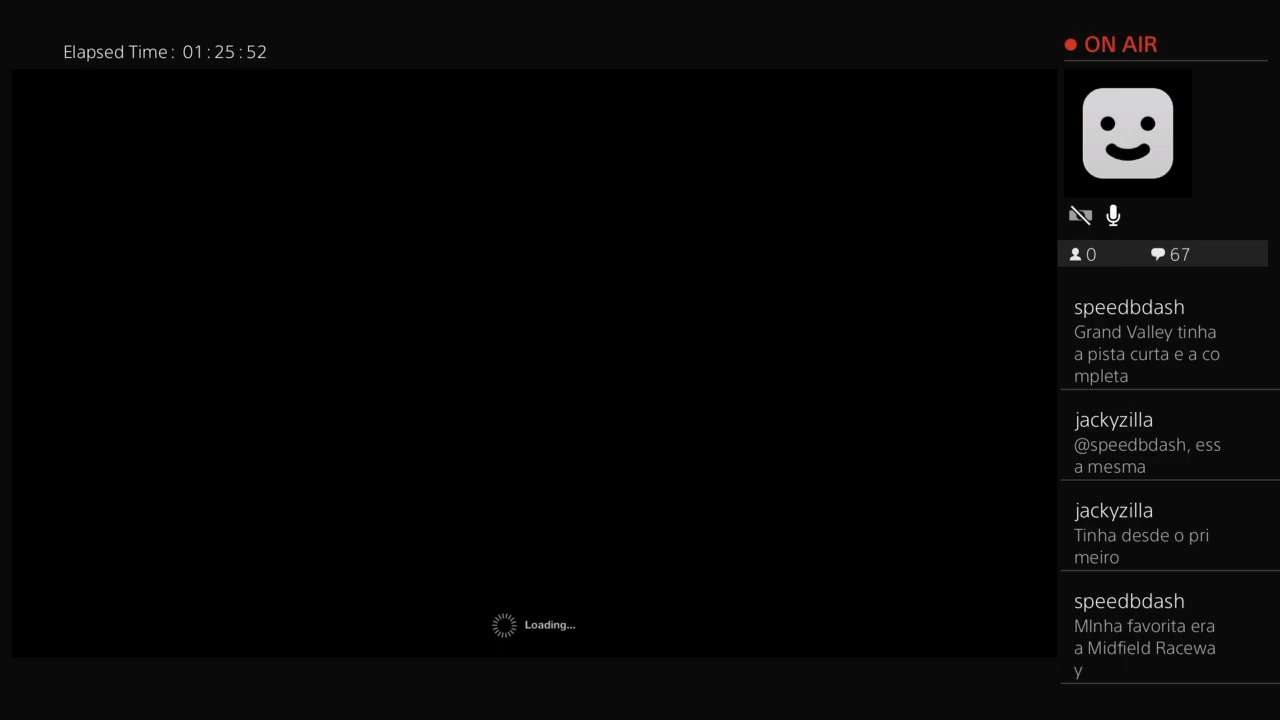 Elapsed Time: 01:25:52
ON AIR
0 67
speedbdash
Grand Valley tinha
a pista curta e a co
mpleta
jackyzilla
@speedbdash, ess
a mesma
jackyzilla
Tinha desde o pri
meiro
speedbdash
MInha favorita era
a Midfield Racewa
y
Loading...